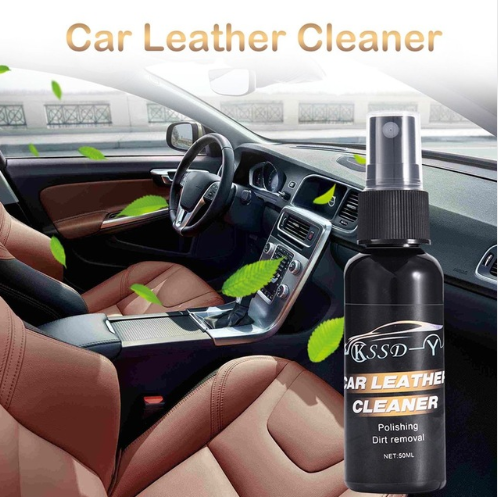 Car Leather Cleaner
KSSD-Y
CAR LEATHER
CLEANER
Polishing
Dirt removal
NET:50ML